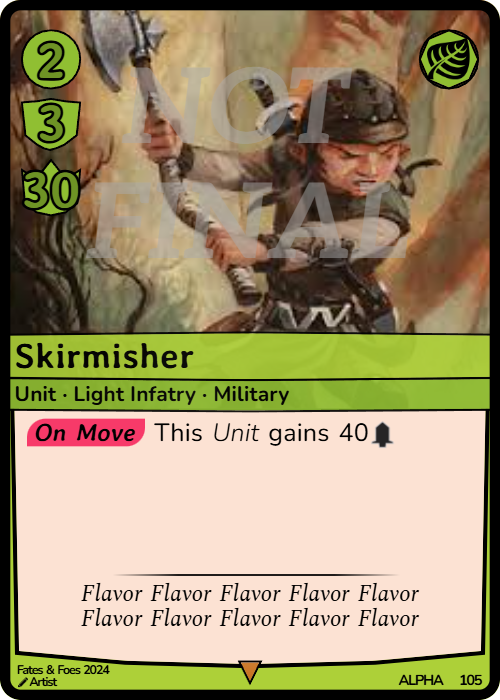 2
3
30
NOT
FINAL
Skirmisher
Unit · Light Infatry · Military
On Move This Unit gains 40
Flavor Flavor Flavor Flavor Flavor
Flavor Flavor Flavor Flavor Flavor
Fates & Foes 2024
Artist
ALPHA 105